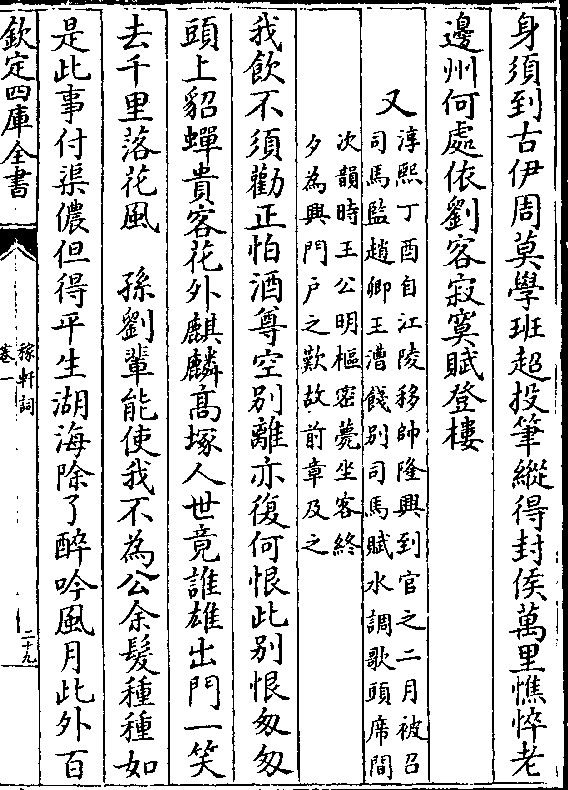 身須到古伊周莫學班超投筆縱得封侯萬里憔悴老
邊州何處依劉客寂寞賦登樓
又
淳熙丁酉自江陵移帥隆興到官之二月被召
司馬監趙卿王漕餞別司馬賦水調歌頭席間
次韻時王公明樞密薨坐客終
夕為興門户之歎故前章及之
我飲不須勸正怕酒尊空别離亦復何恨此别恨匆匆
頭上貂蟬貴客花外麒麟高塚人世竟誰雄出門一笑
去千里落花風　孫劉輩能使我不為公余髮種種如
是此事付渠儂但得平生湖海除了醉吟風月此外百
欽定四庫全書
稼軒詞
卷一
二十九